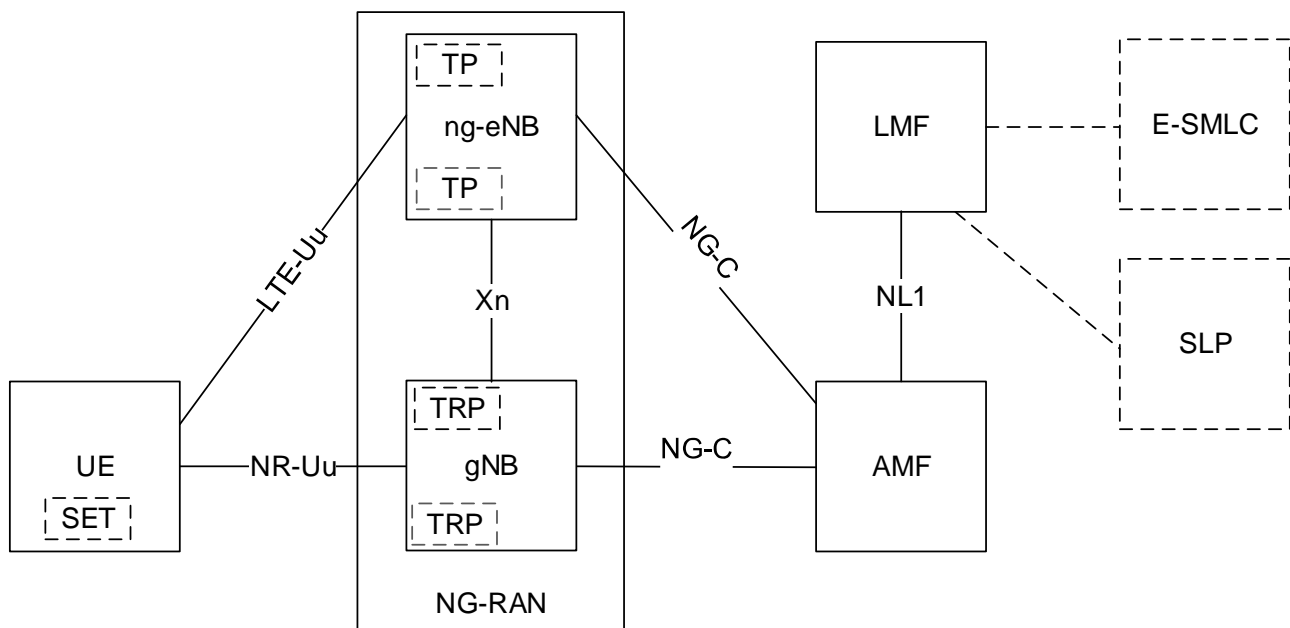 TP
ng-eNB
TP
LMF
E-SMLC
LTE-Uu
NG-C
Xn
NL1
SLP
TRP
UE
NR-Uu
gNB
NG-C
AMF
SET
TRP
NG-RAN